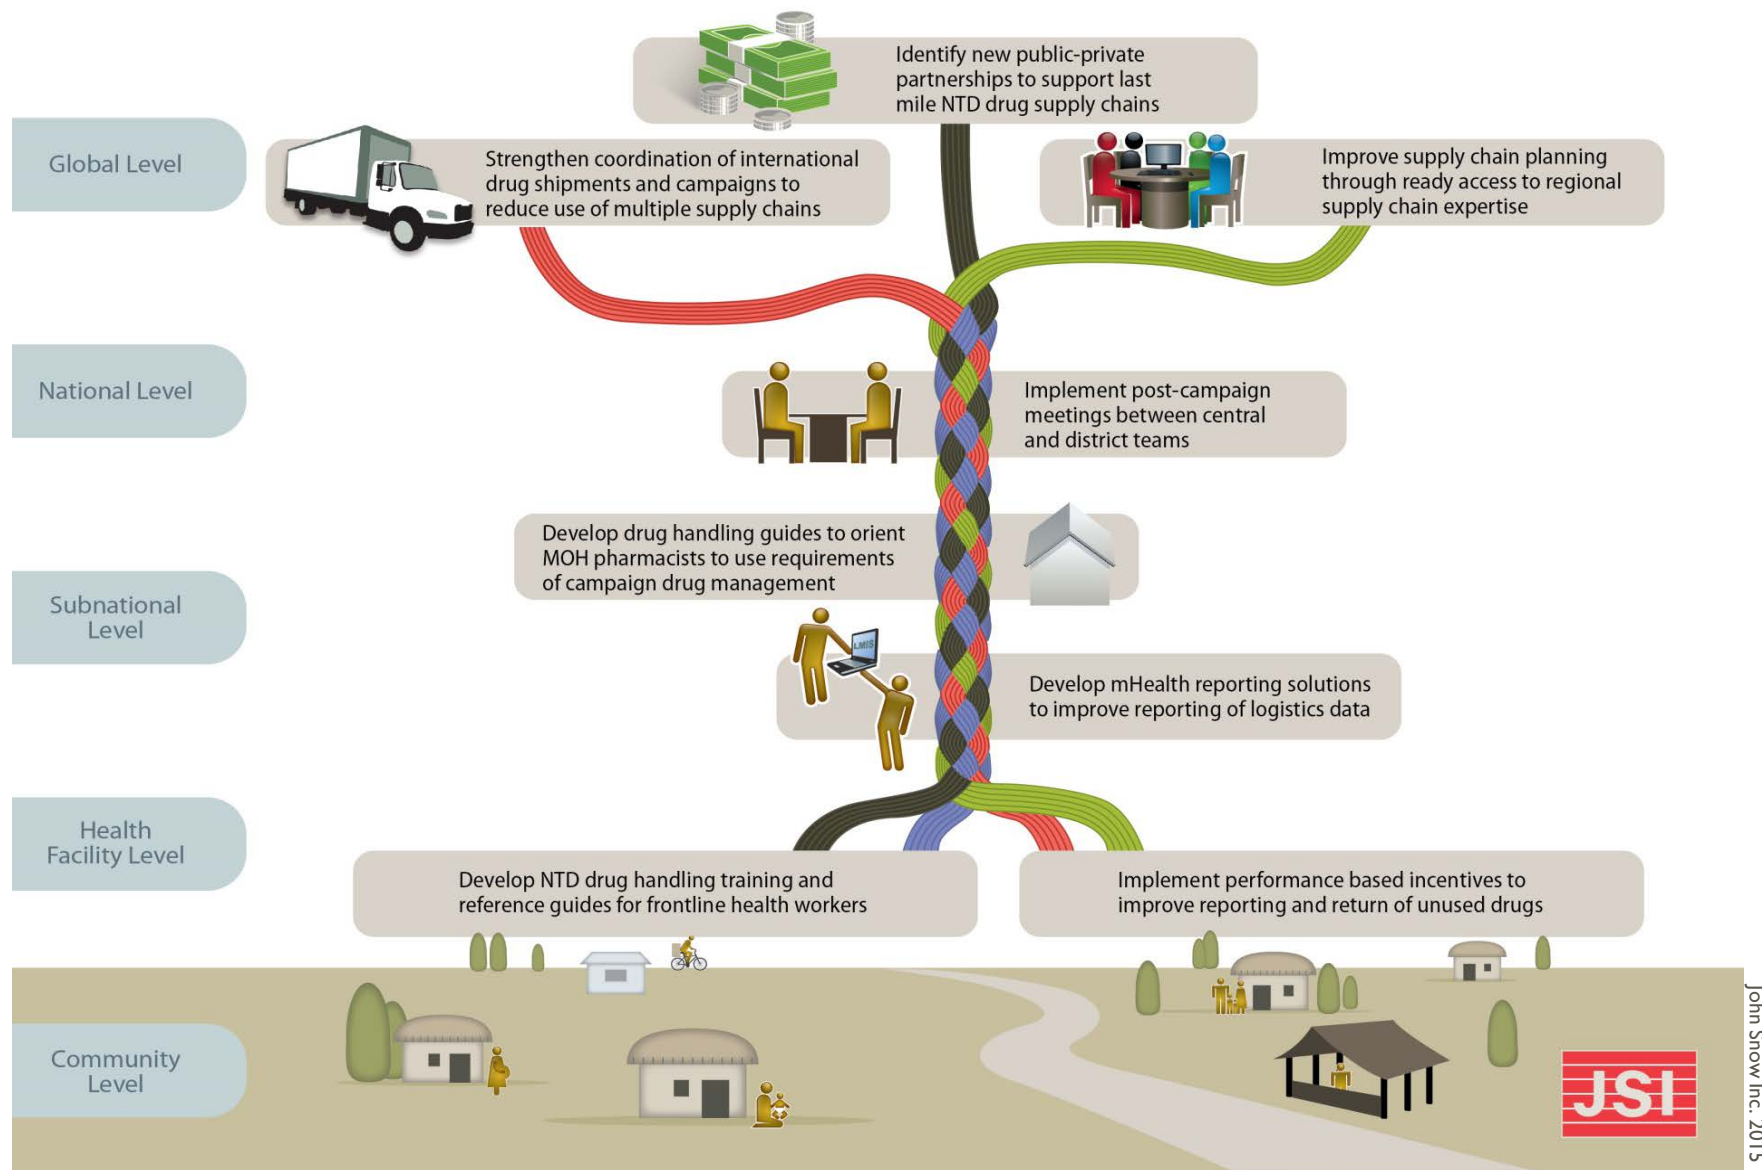 Identify new public-private
partnerships to support last
mile NTD drug supply chains
Global Level
Strengthen coordination of international
drug shipments and campaigns to
reduce use of multiple supply chains
Improve supply chain planning
through ready access to regional
supply chain expertise
National Level
Implement post-campaign
meetings between central
and district teams
Develop drug handling guides to orient
MOH pharmacists to use requirements
of campaign drug management
Subnational
Level
LMIS
Develop mHealth reporting solutions
to improve reporting of logistics data
Health
Facility Level
Develop NTD drug handling training and
reference guides for frontline health workers
Implement performance based incentives to
improve reporting and return of unused drugs
Community
Level
JSI
John Snow Inc. 2015